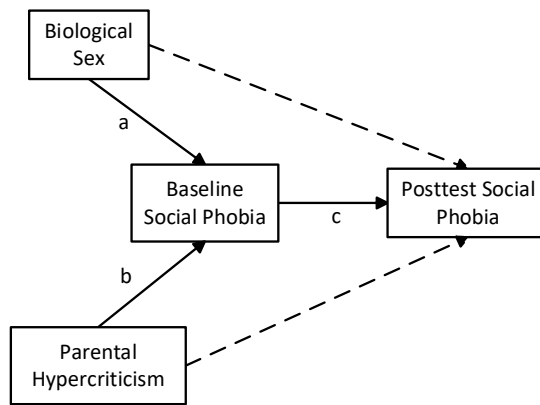 Biological
Sex
a
Baseline
Social Phobia
c
Posttest Social
Phobia
b
Parental
Hypercriticism